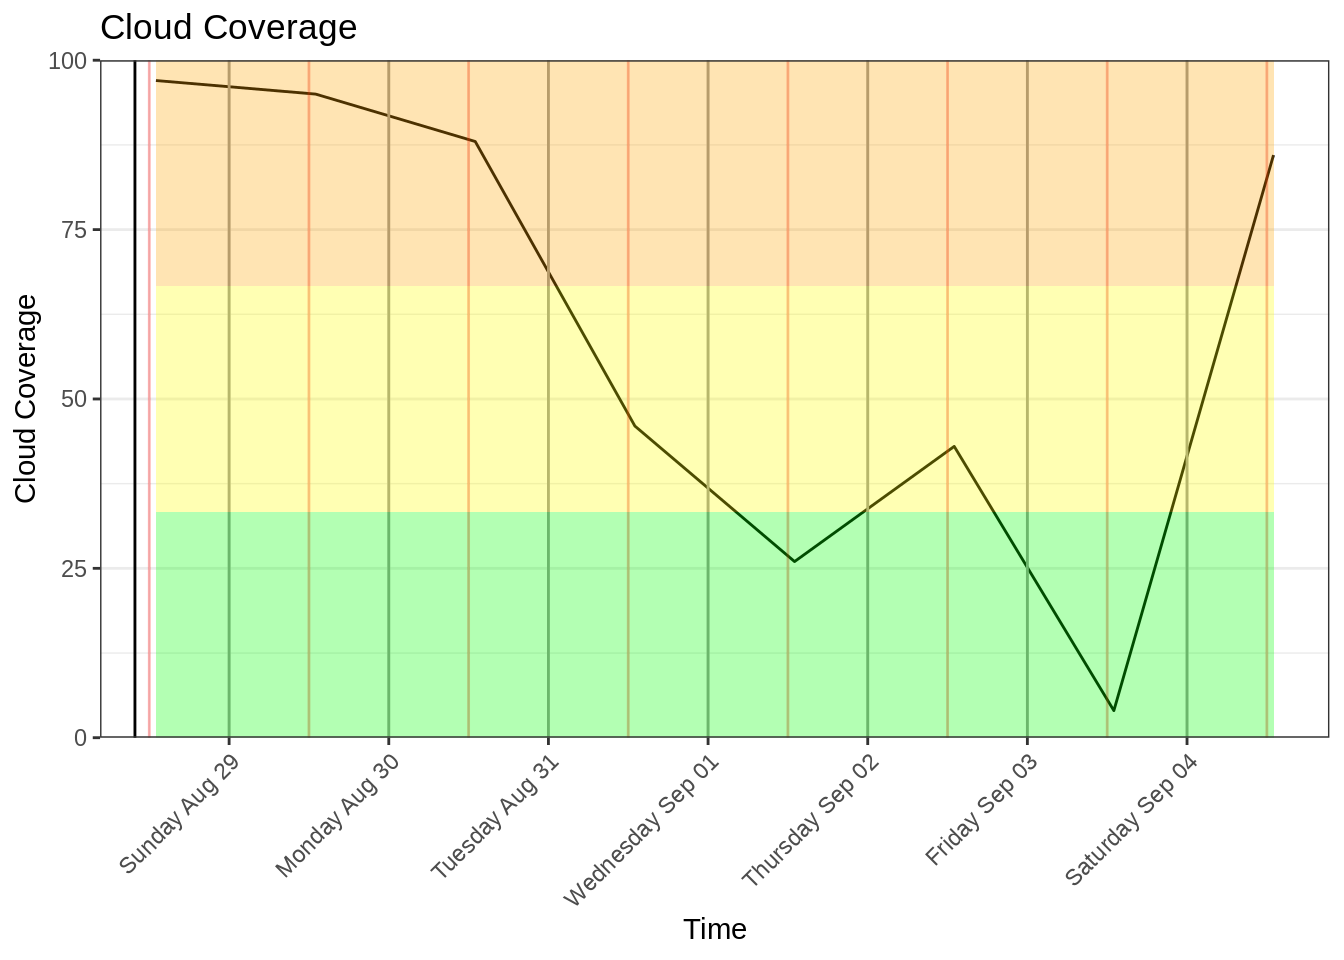 Cloud Coverage
100
75
50
25
0
Cloud Coverage
Sunday Aug 29
Monday Aug 30
Tuesday Aug 31
Wednesday Sep 01
Thursday Sep 02
Friday Sep 03
Saturday Sep 04
Time